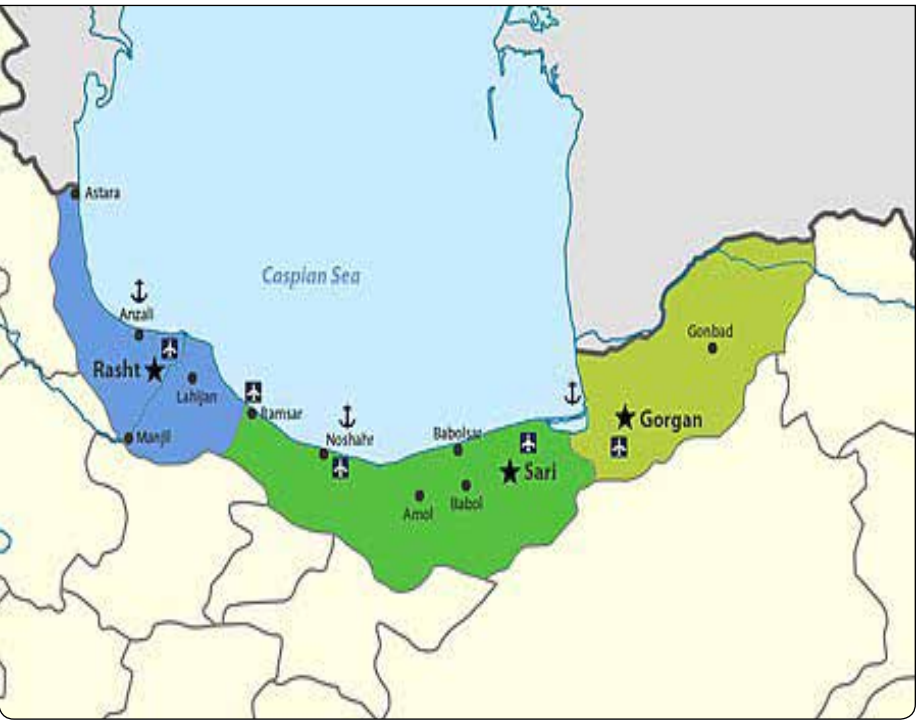 Astara
Caspian Sea
Anzali
Rasht
Lahijan
Manjil
Ramsar
Noshahr
Babolsar
Sari
Amol
Babol
Gonbad
Gorgan